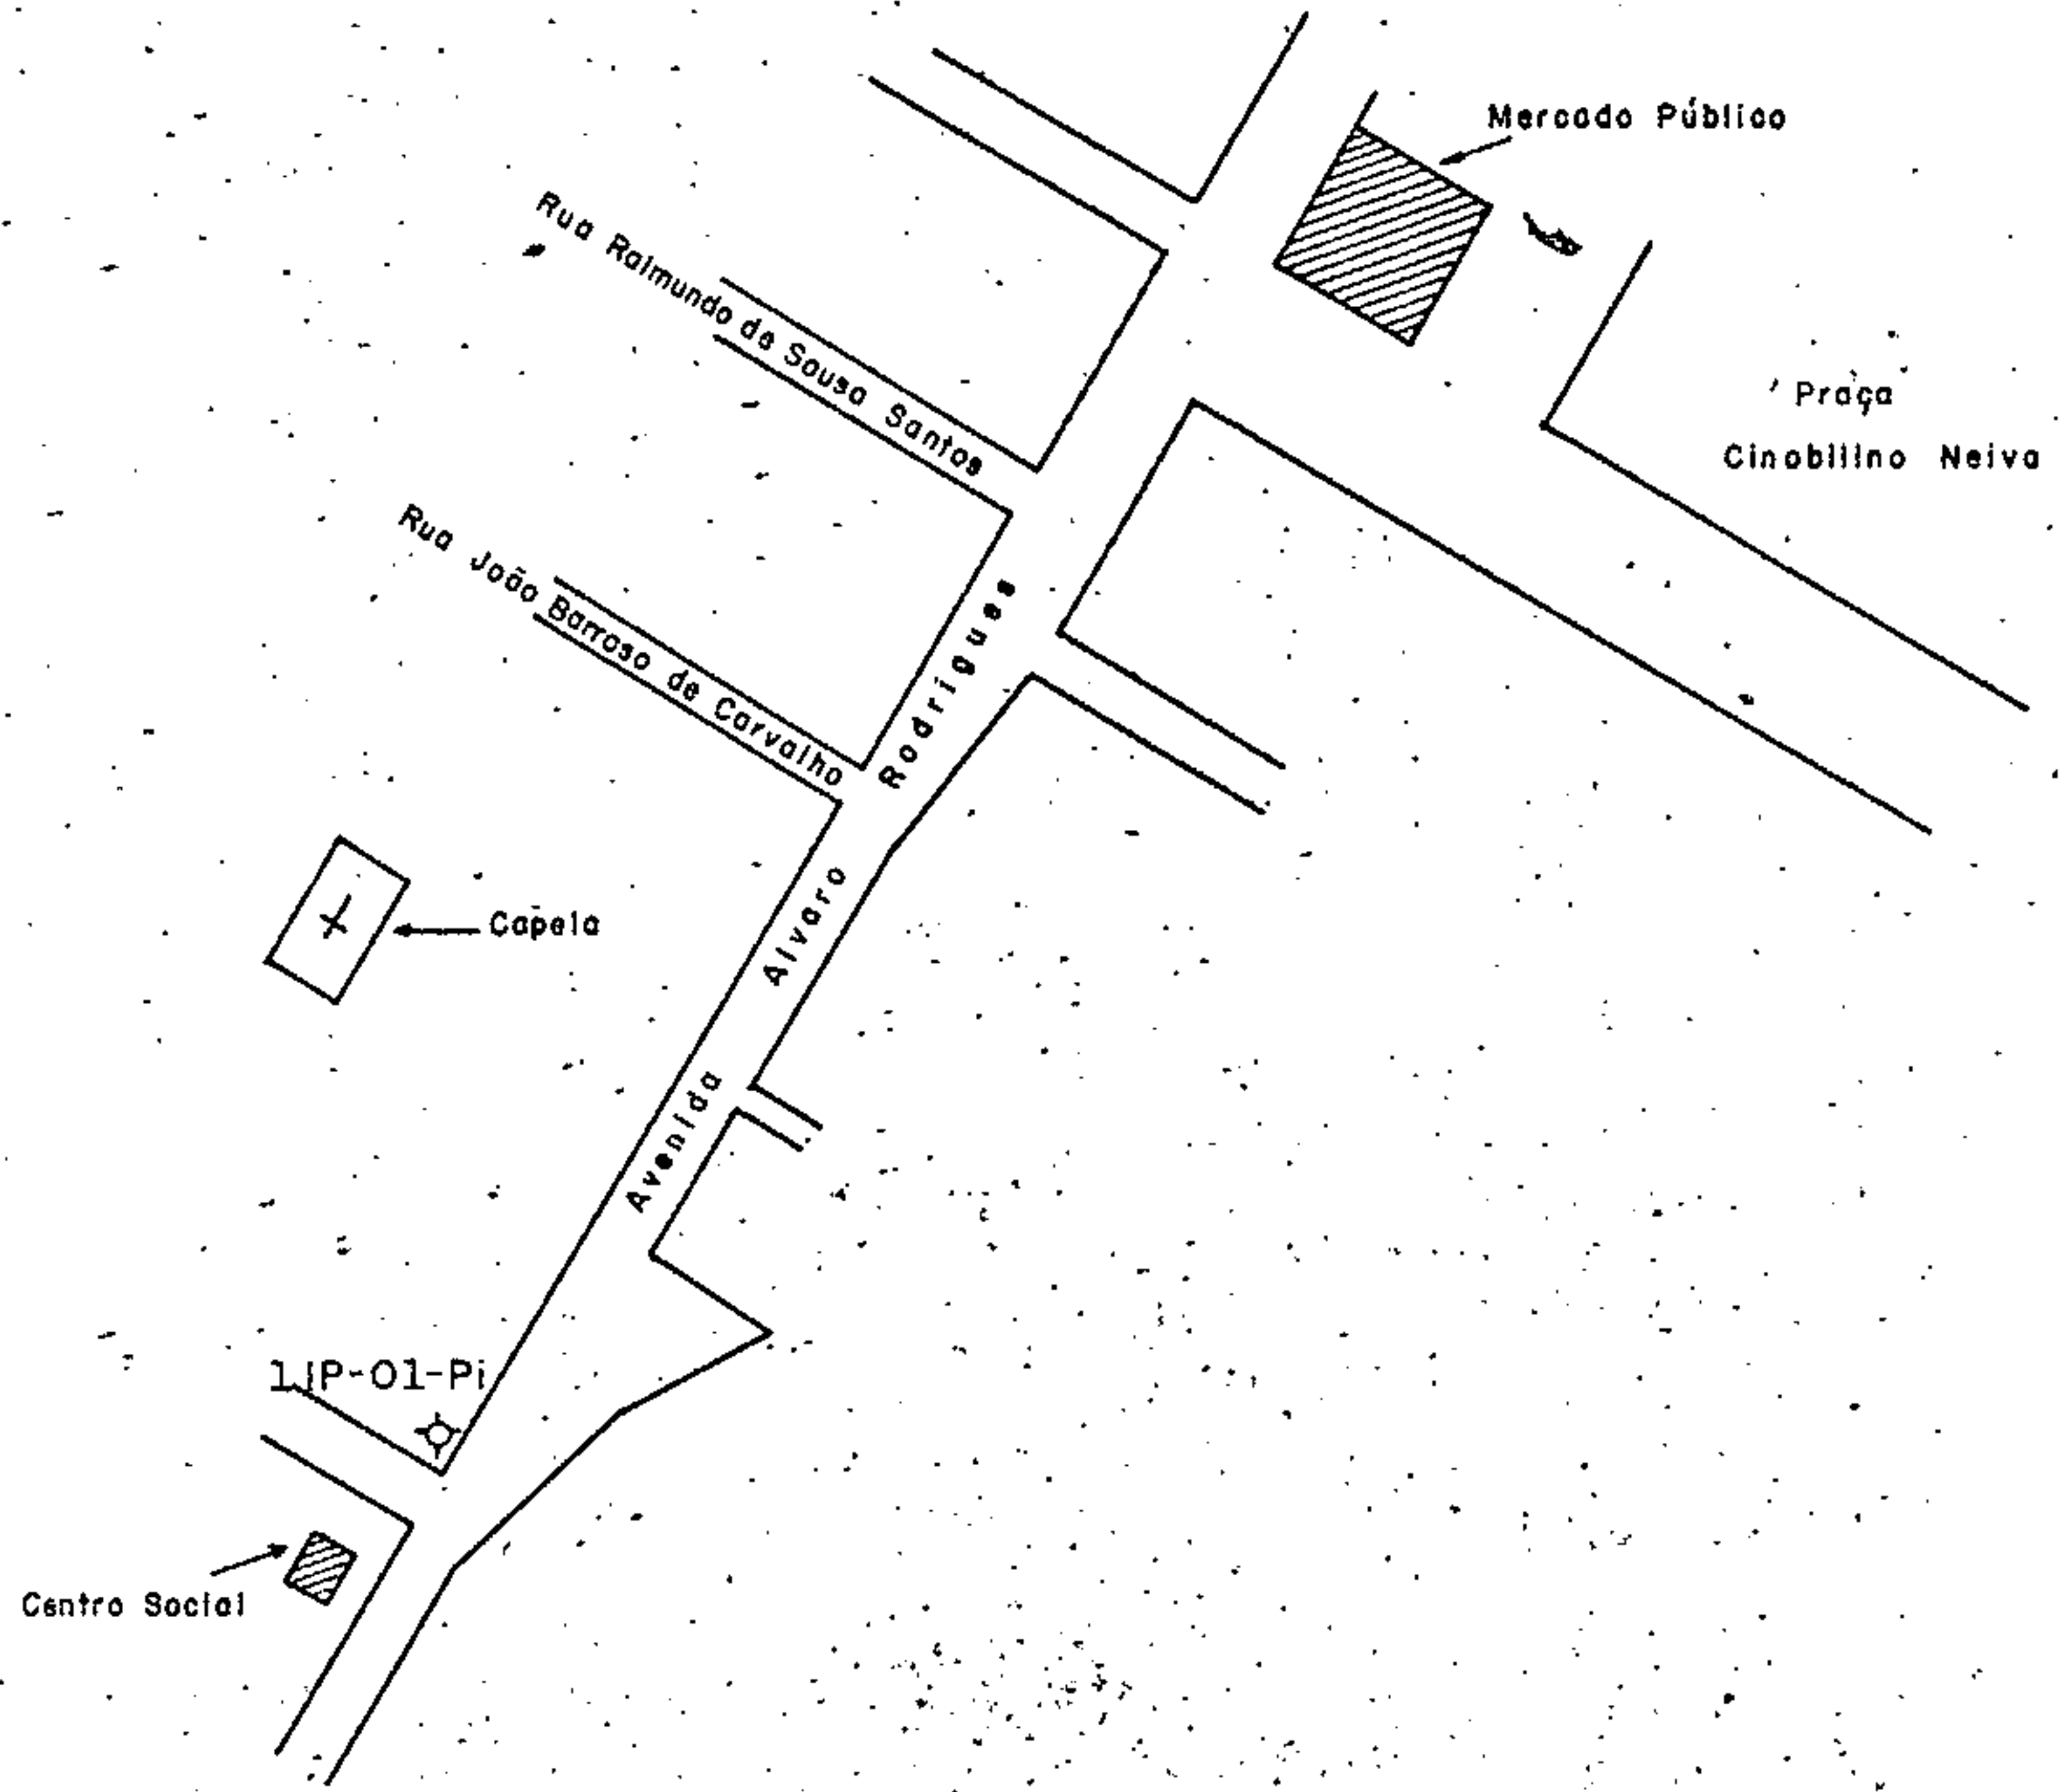 Mercado Público
Rua Raimundo de Sousa Santos
Praça
Cinobilino Neiva
Rua João Barroso de Carvalho
Avenida Alvaro Rodrigues
Capela
1JP-01-Pi
Centro Social